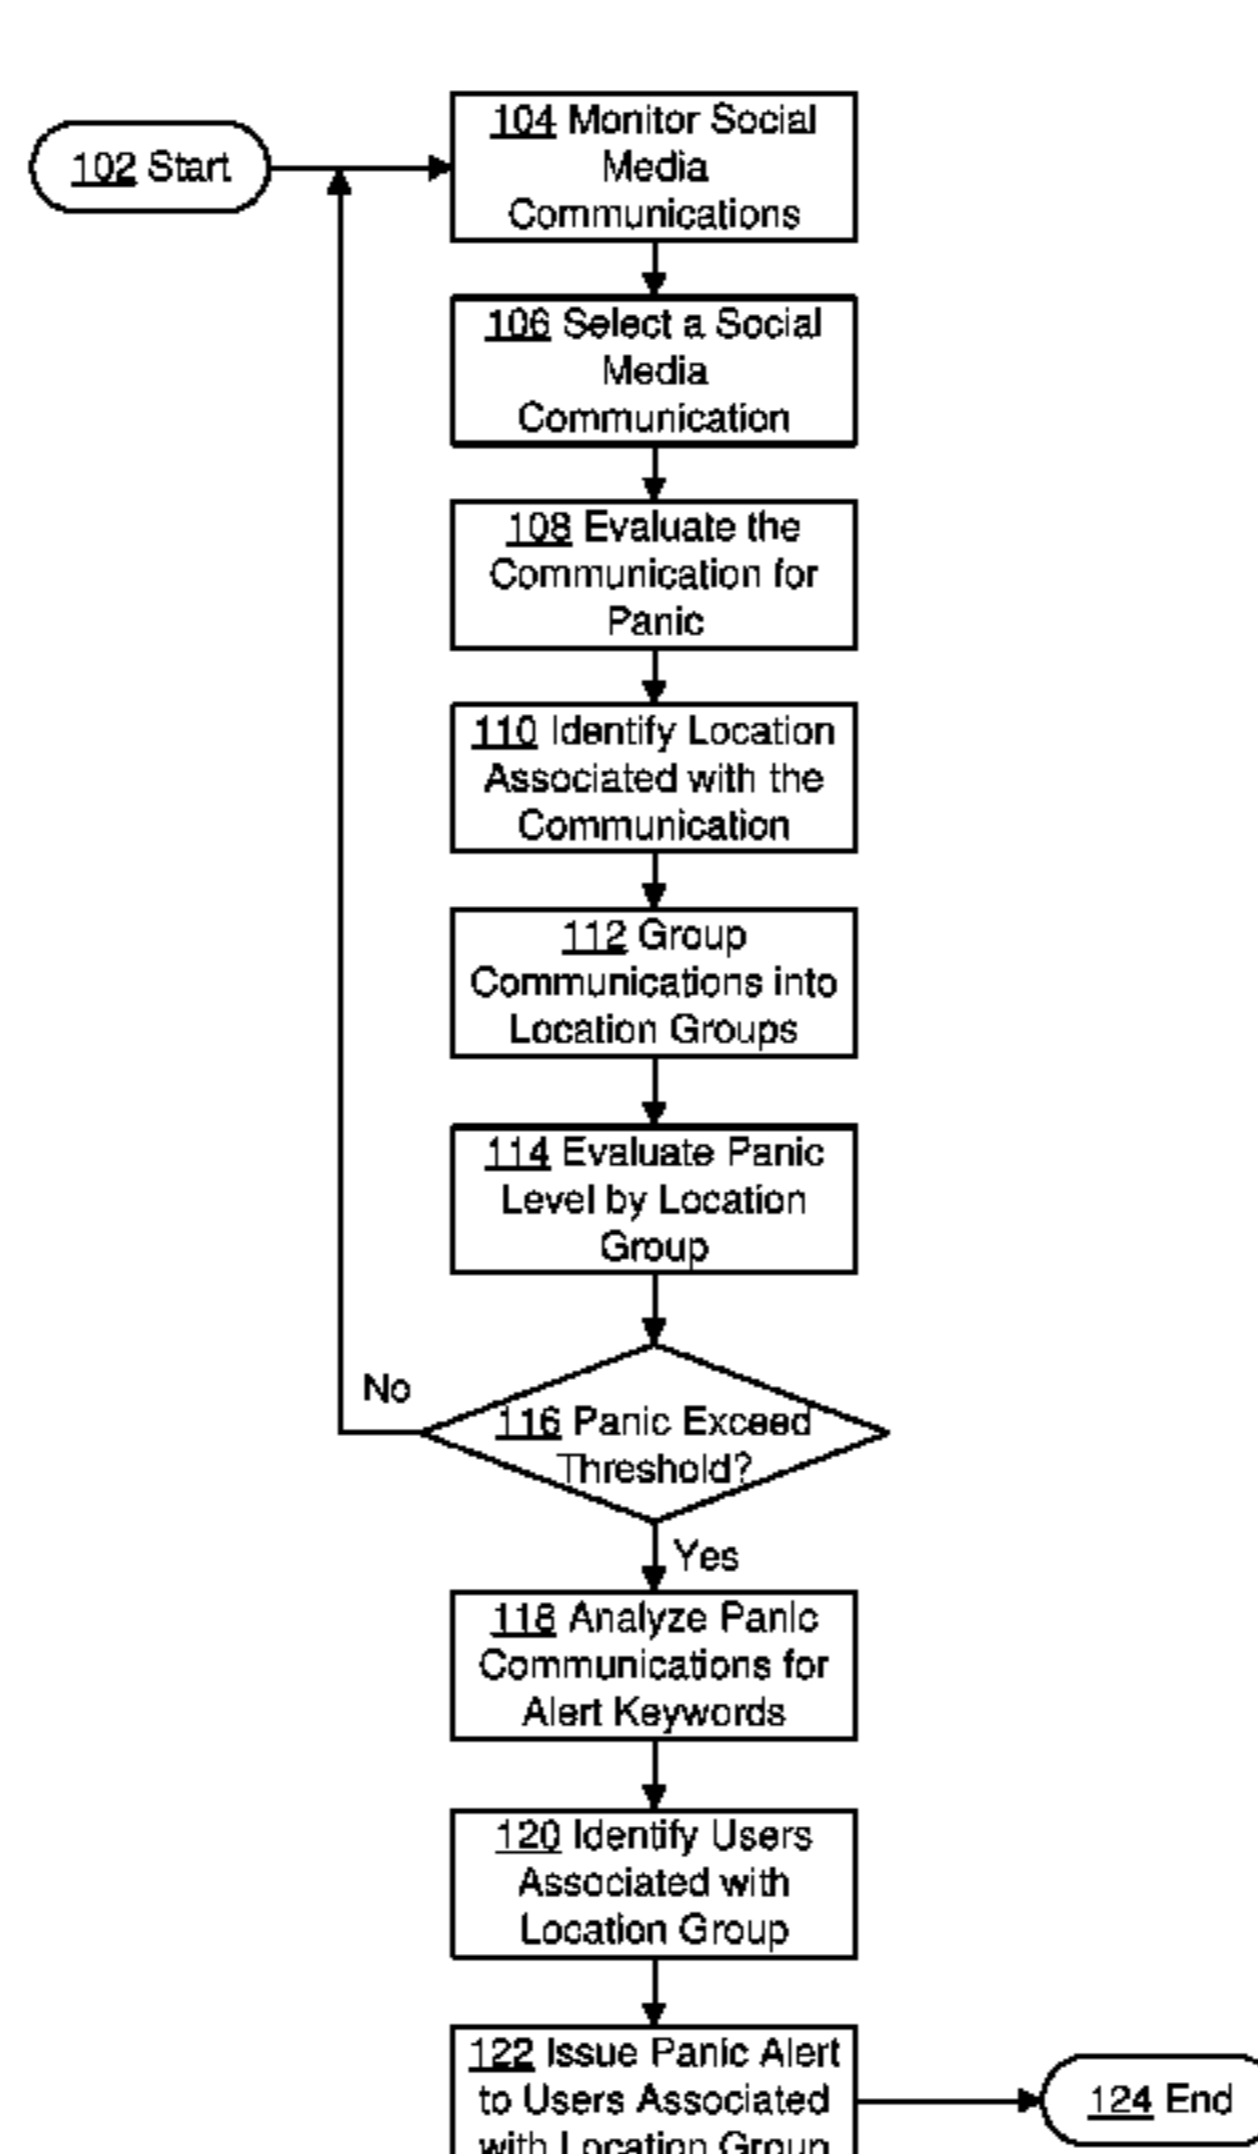 102 Start
104 Monitor Social
Media
Communications
106 Select a Social
Media
Communication
108 Evaluate the
Communication for
Panic
110 Identify Location
Associated with the
Communication
112 Group
Communications into
Location Groups
114 Evaluate Panic
Level by Location
Group
No
116 Panic Exceed
Threshold?
Yes
118 Analyze Panic
Communications for
Alert Keywords
120 Identify Users
Associated with
Location Group
122 Issue Panic Alert
to Users Associated
with Location Group
124 End